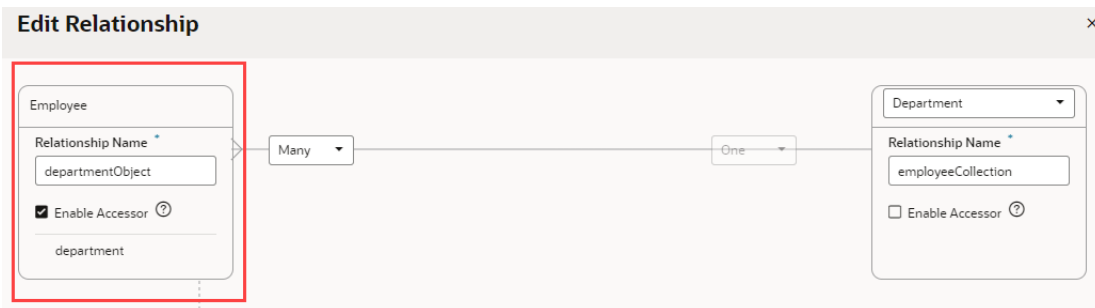 Edit Relationship
×
Employee
Relationship Name *
departmentObject
Enable Accessor ?
department
Many
One
Department
Relationship Name *
employeeCollection
Enable Accessor ?